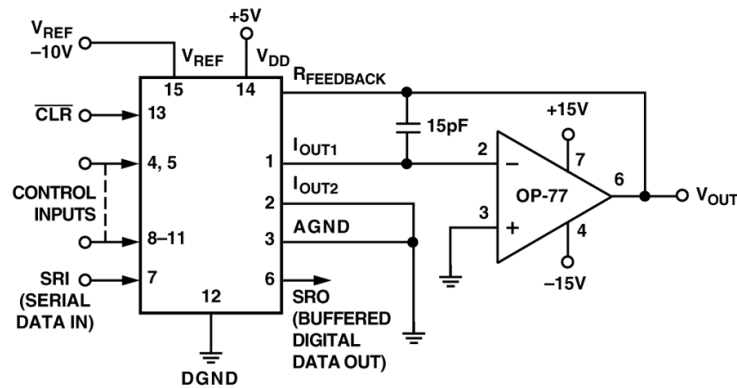 VREF
–10V
+5V
VREF
VDD
RFEEDBACK
15
14
CLR
13
15pF
+15V
IOUT1
4, 5
1
2
–
7
CONTROL
INPUTS
IOUT2
2
OP-77
6
VOUT
3
+
AGND
8–11
3
4
–15V
SRI
(SERIAL
DATA IN)
7
6
SRO
(BUFFERED
DIGITAL
DATA OUT)
12
DGND